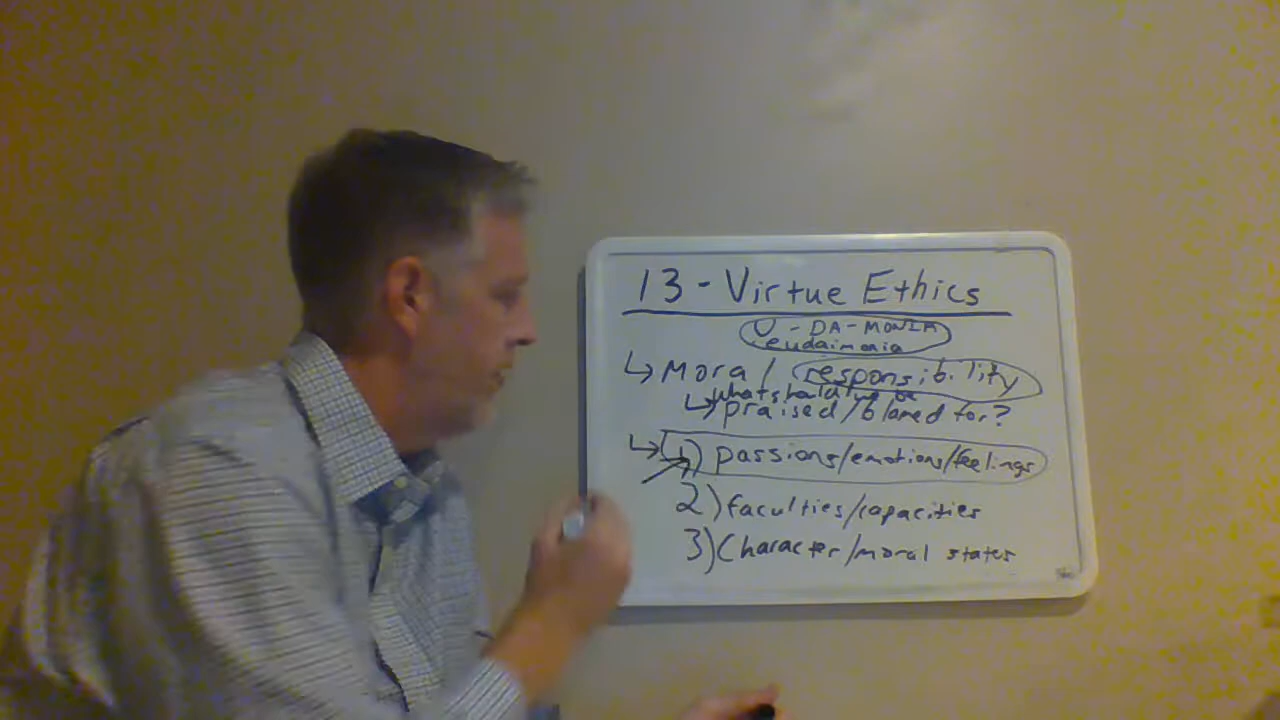 13 - Virtue Ethics
U - DA - MONIA
eudaimonia
↳ Moral responsibility
what should we be
↳ praised/blamed for?
↳ 1) passions/emotions/feelings
2) faculties/capacities
3) Character/moral states